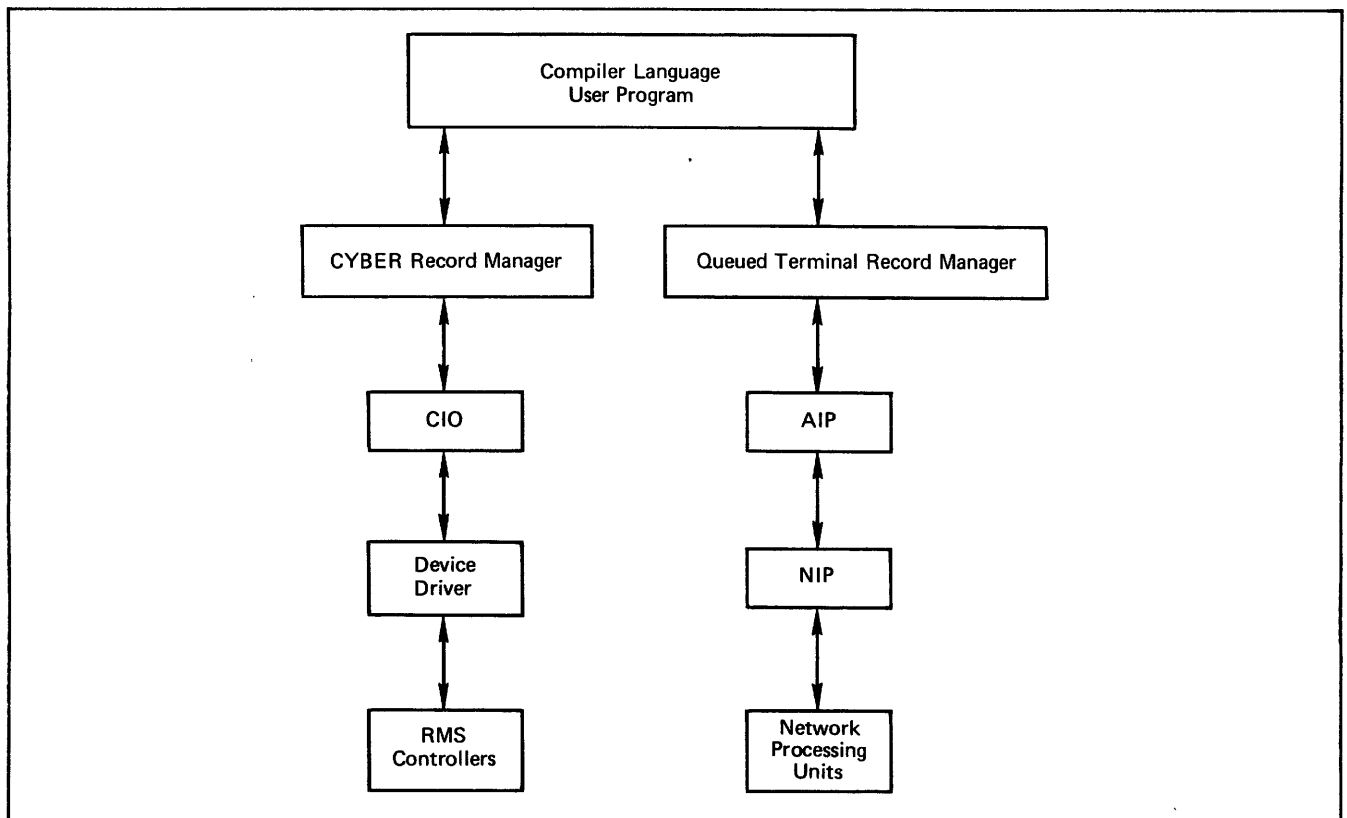 Compiler Language
User Program
CYBER Record Manager
Queued Terminal Record Manager
CIO
AIP
Device
Driver
NIP
RMS
Controllers
Network
Processing
Units